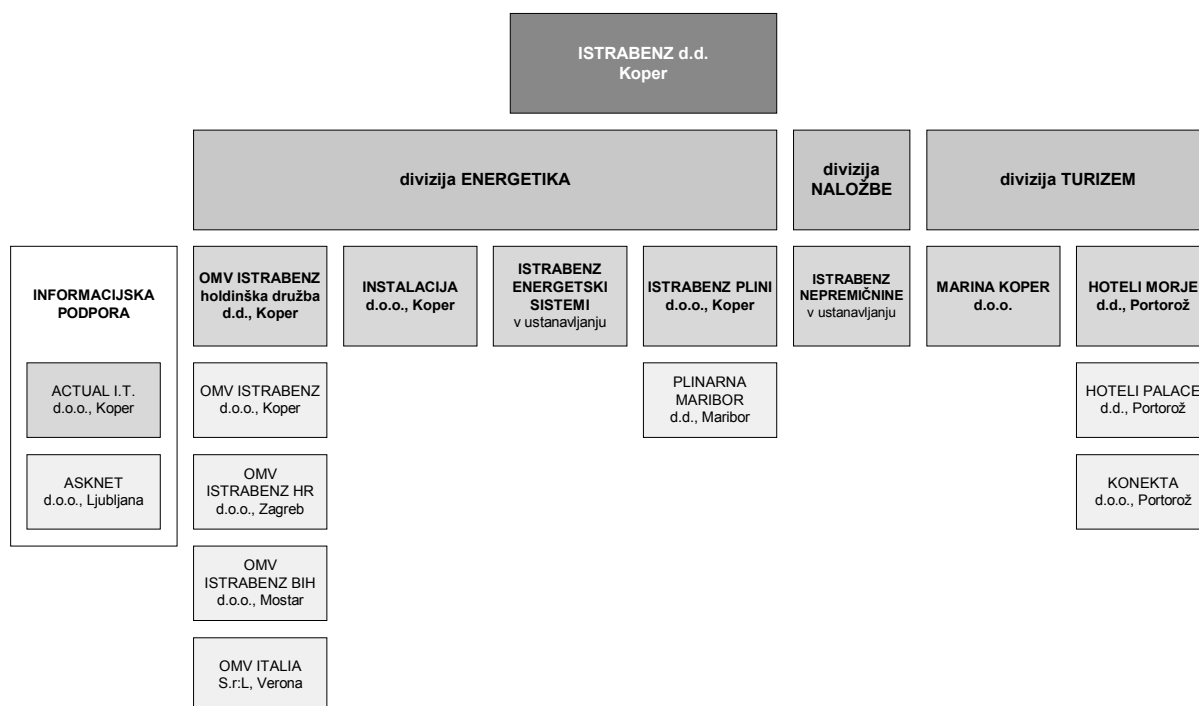 ISTRABENZ d.d.
Koper
divizija ENERGETIKA
divizija
NALOŽBE
divizija TURIZEM
INFORMACIJSKA
PODPORA
OMV ISTRABENZ
holdinška družba
d.d., Koper
INSTALACIJA
d.o.o., Koper
ISTRABENZ
ENERGETSKI
SISTEMI
v ustanavljanju
ISTRABENZ PLINI
d.o.o., Koper
ISTRABENZ
NEPREMIČNINE
v ustanavljanju
MARINA KOPER
d.o.o.
HOTELI MORJE
d.d., Portorož
ACTUAL I.T.
d.o.o., Koper
OMV ISTRABENZ
d.o.o., Koper
PLINARNA
MARIBOR
d.d., Maribor
HOTELI PALACE
d.d., Portorož
ASKNET
d.o.o., Ljubljana
OMV
ISTRABENZ HR
d.o.o., Zagreb
KONEKTA
d.o.o., Portorož
OMV
ISTRABENZ BIH
d.o.o., Mostar
OMV ITALIA
S.r:L, Verona